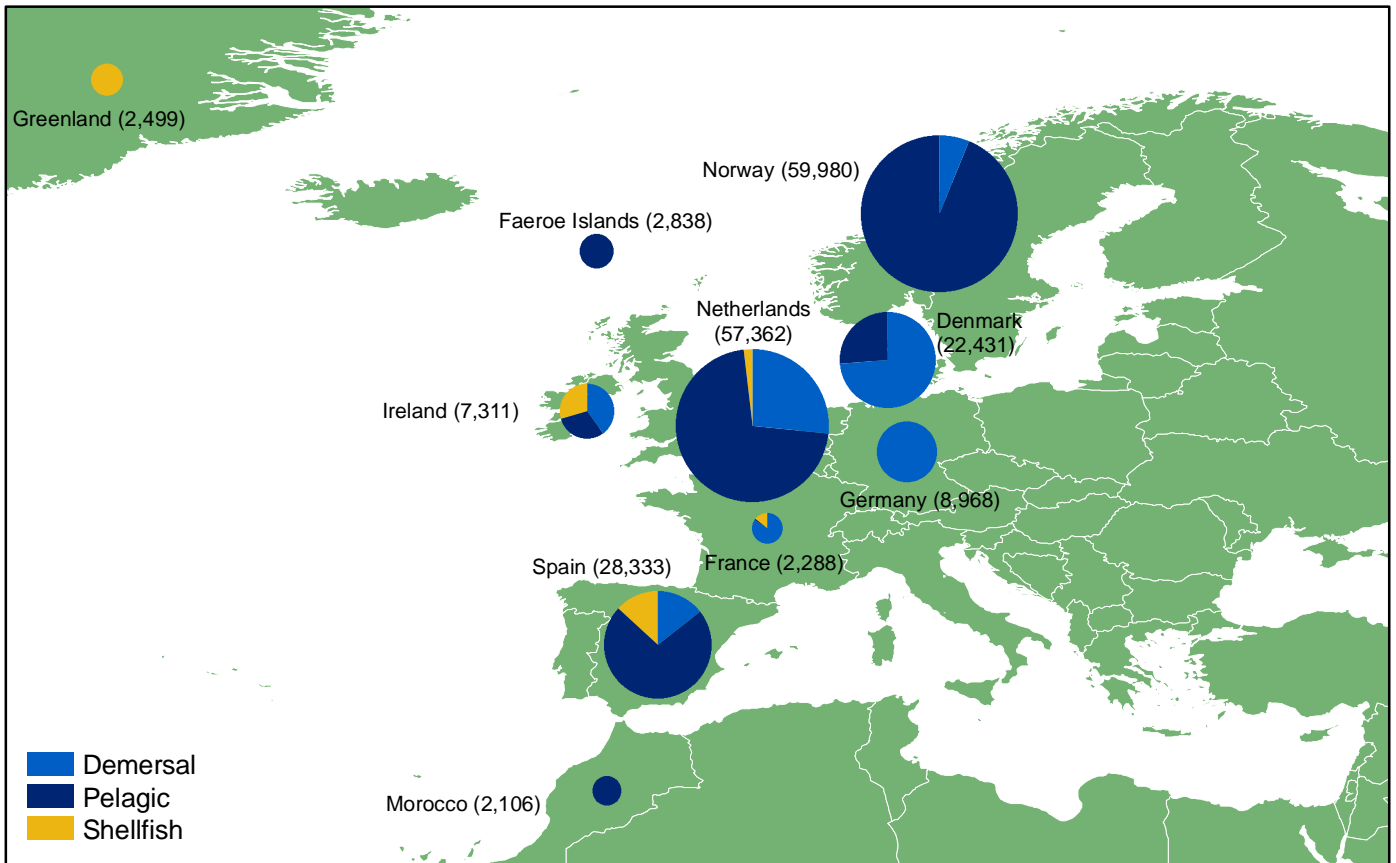 Greenland (2,499)
Norway (59,980)
Faeroe Islands (2,838)
Netherlands
(57,362)
Denmark
(22,431)
Ireland (7,311)
Germany (8,968)
France (2,288)
Spain (28,333)
Morocco (2,106)
Demersal
Pelagic
Shellfish